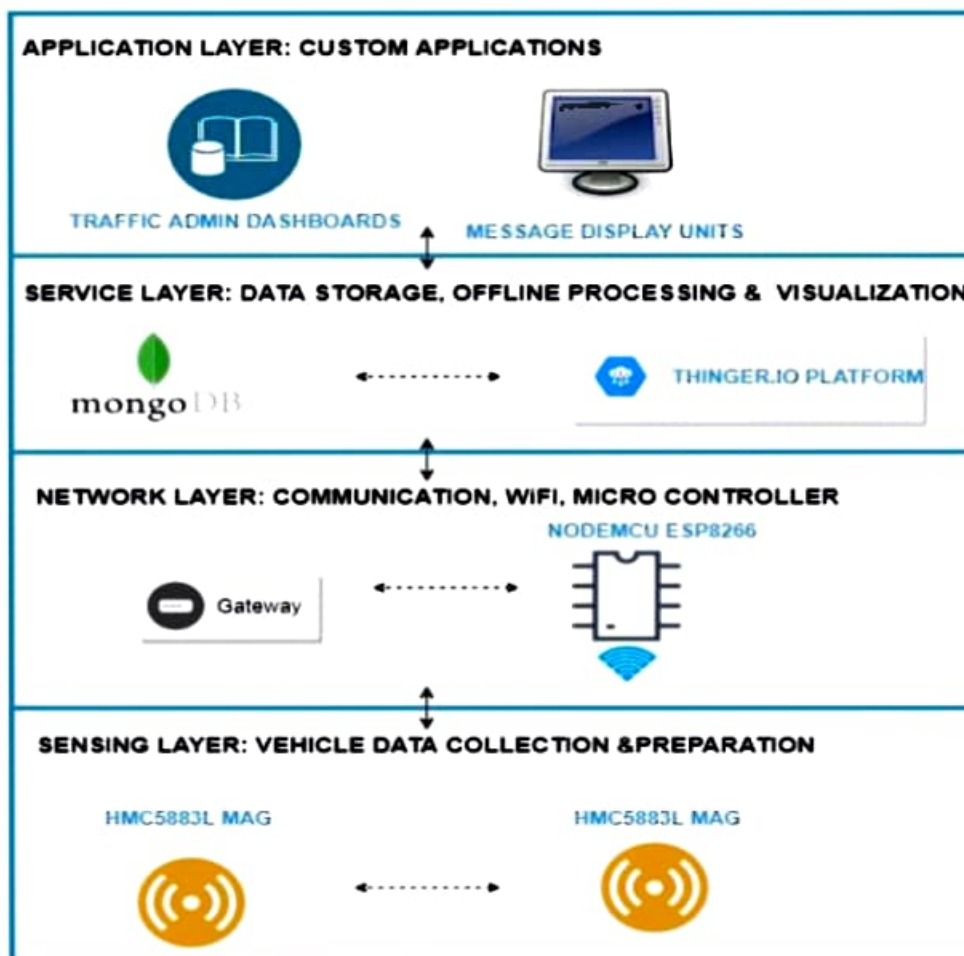 APPLICATION LAYER: CUSTOM APPLICATIONS
TRAFFIC ADMIN DASHBOARDS
MESSAGE DISPLAY UNITS
SERVICE LAYER: DATA STORAGE, OFFLINE PROCESSING & VISUALIZATION
mongoDB
THINGER.IO PLATFORM
NETWORK LAYER: COMMUNICATION, WiFI, MICRO CONTROLLER
NODEMCU ESP8266
Gateway
SENSING LAYER: VEHICLE DATA COLLECTION &PREPARATION
HMC5883L MAG
HMC5883L MAG